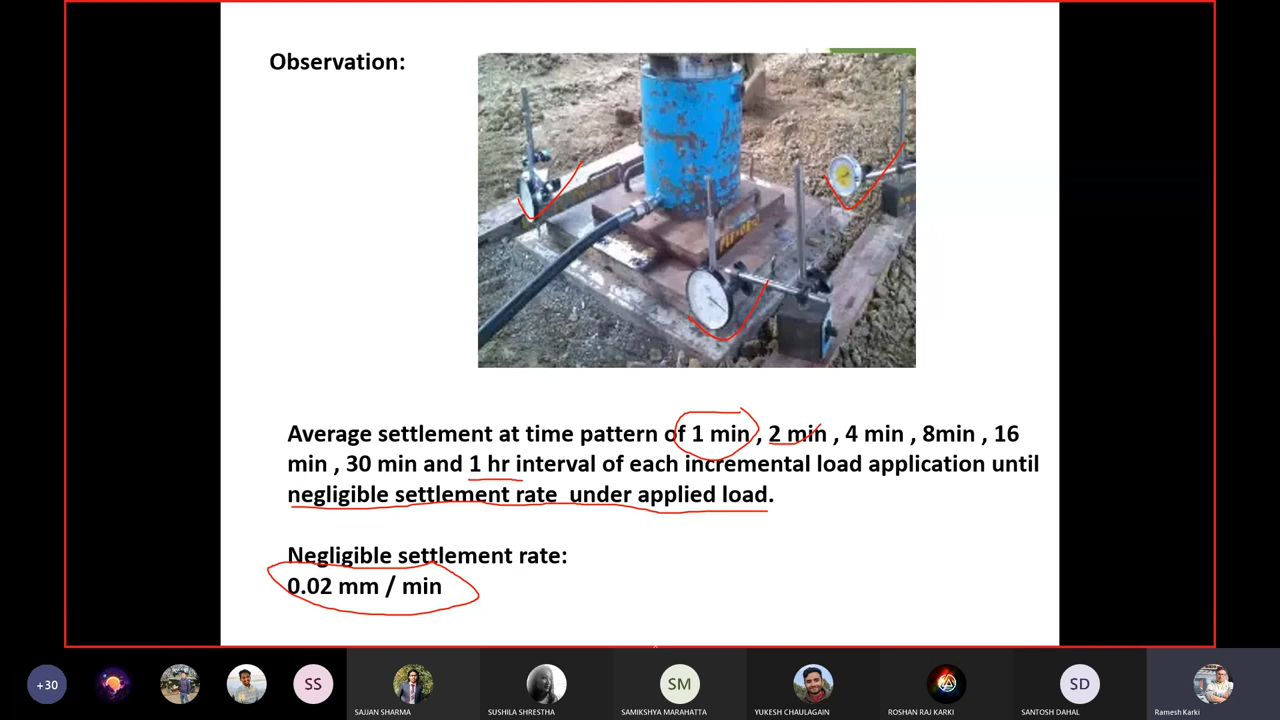 Observation:
Average settlement at time pattern of 1 min , 2 min , 4 min , 8min , 16
min , 30 min and 1 hr interval of each incremental load application until
negligible settlement rate under applied load.
Negligible settlement rate:
0.02 mm / min
+30
SS
SM
SD
SAJJAN SHARMA
SUSHILA SHRESTHA
SAMIKSHYA MARAHATTA
YUKESH CHAULAGAIN
ROSHAN RAJ KARKI
SANTOSH DAHAL
Ramesh Karki